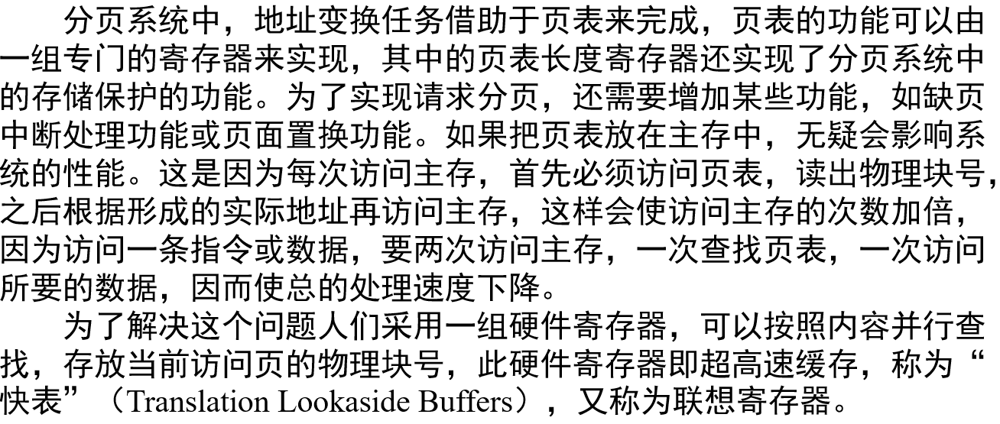 分页系统中，地址变换任务借助于页表来完成，页表的功能可以由
一组专门的寄存器来实现，其中的页表长度寄存器还实现了分页系统中
的存储保护的功能。为了实现请求分页，还需要增加某些功能，如缺页
中断处理功能或页面置换功能。如果把页表放在主存中，无疑会影响系
统的性能。这是因为每次访问主存，首先必须访问页表，读出物理块号，
之后根据形成的实际地址再访问主存，这样会使访问主存的次数加倍，
因为访问一条指令或数据，要两次访问主存，一次查找页表，一次访问
所要的数据，因而使总的处理速度下降。
为了解决这个问题人们采用一组硬件寄存器，可以按照内容并行查
找，存放当前访问页的物理块号，此硬件寄存器即超高速缓存，称为“
快表”（Translation Lookaside Buffers），又称为联想寄存器。